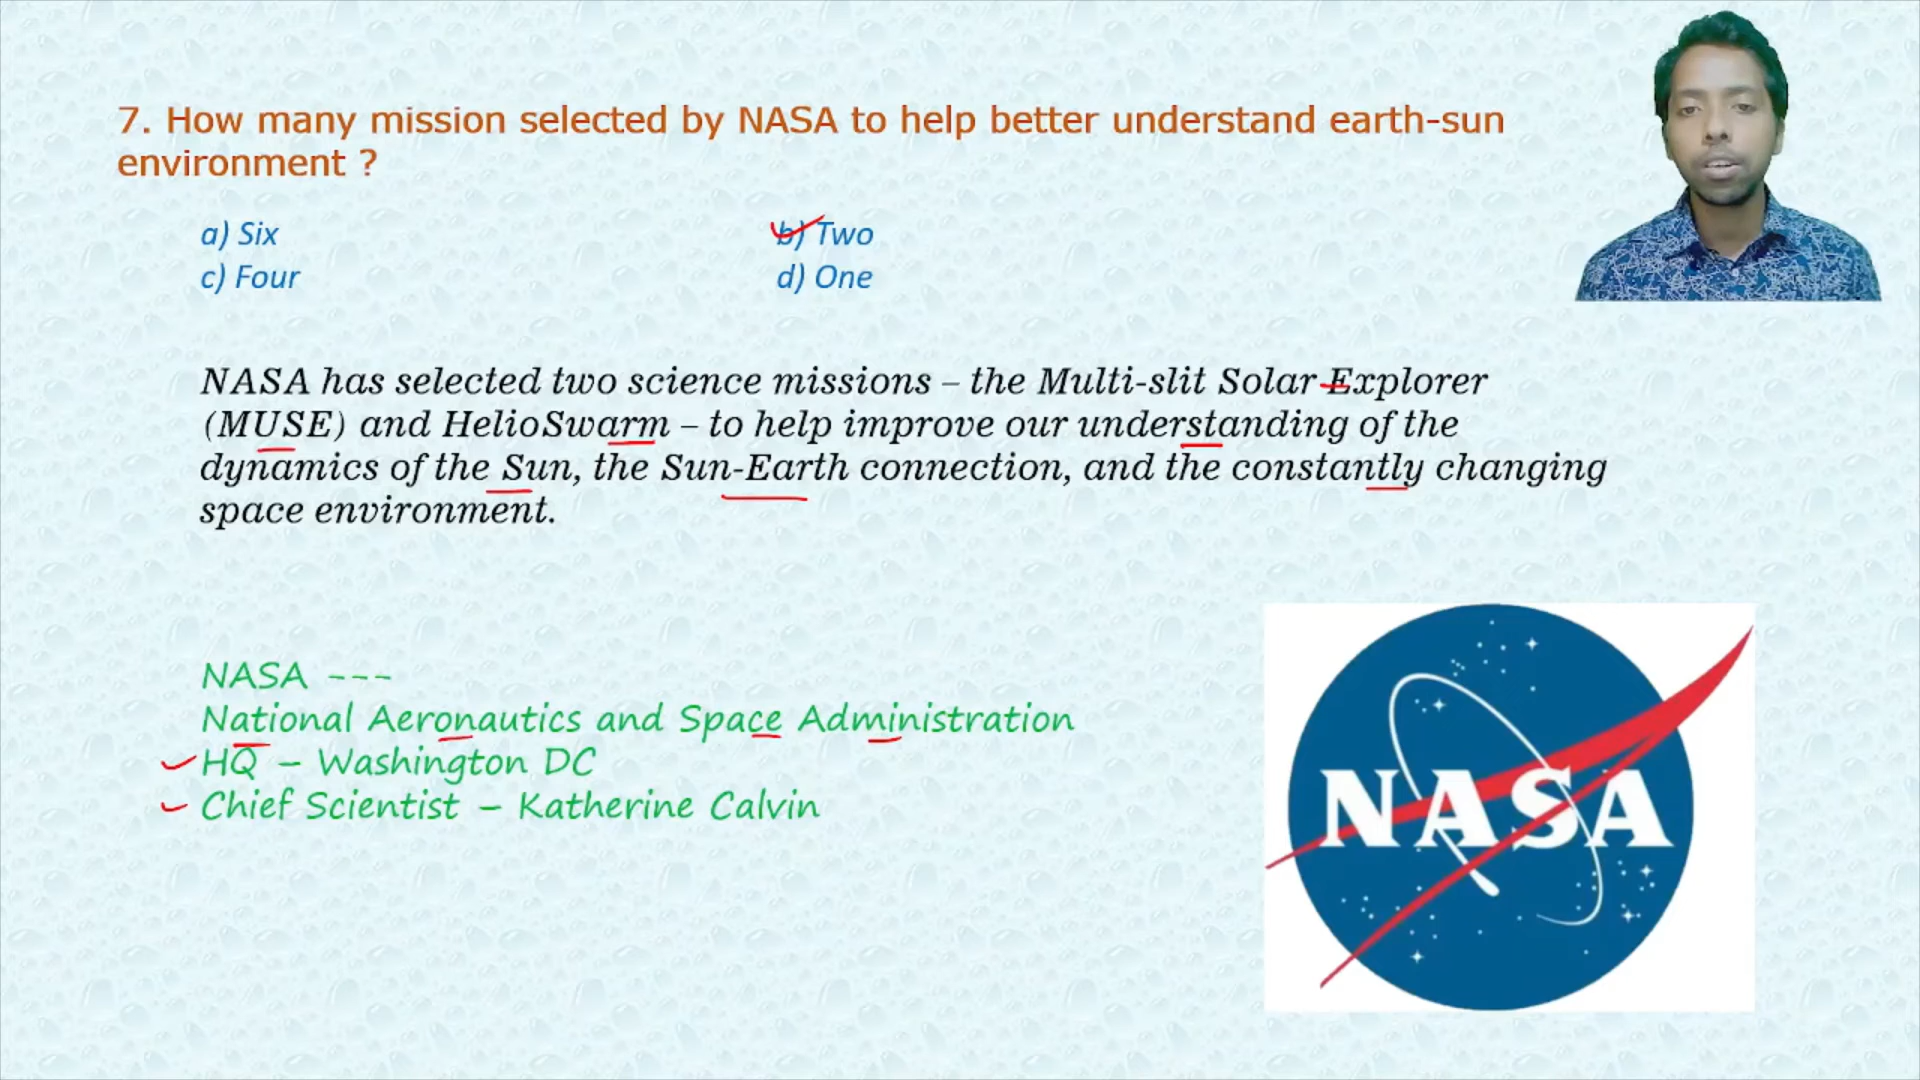 7. How many mission selected by NASA to help better understand earth-sun
environment ?
a) Six
b) Two
c) Four
d) One
NASA has selected two science missions – the Multi-slit Solar Explorer
(MUSE) and HelioSwarm – to help improve our understanding of the
dynamics of the Sun, the Sun-Earth connection, and the constantly changing
space environment.
NASA ---
National Aeronautics and Space Administration
HQ – Washington DC
Chief Scientist – Katherine Calvin
NASA